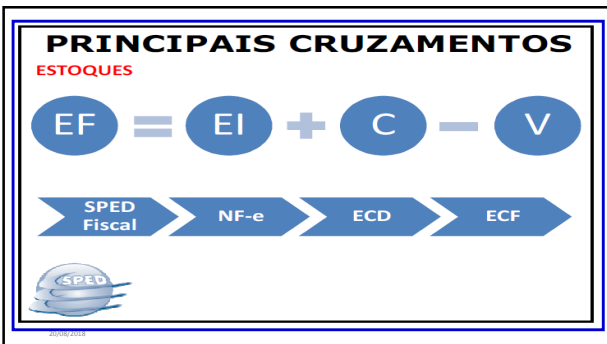 PRINCIPAIS CRUZAMENTOS
ESTOQUES
EF = EI + C - V
SPED
Fiscal
NF-e
ECD
ECF
SPED
20/08/2018